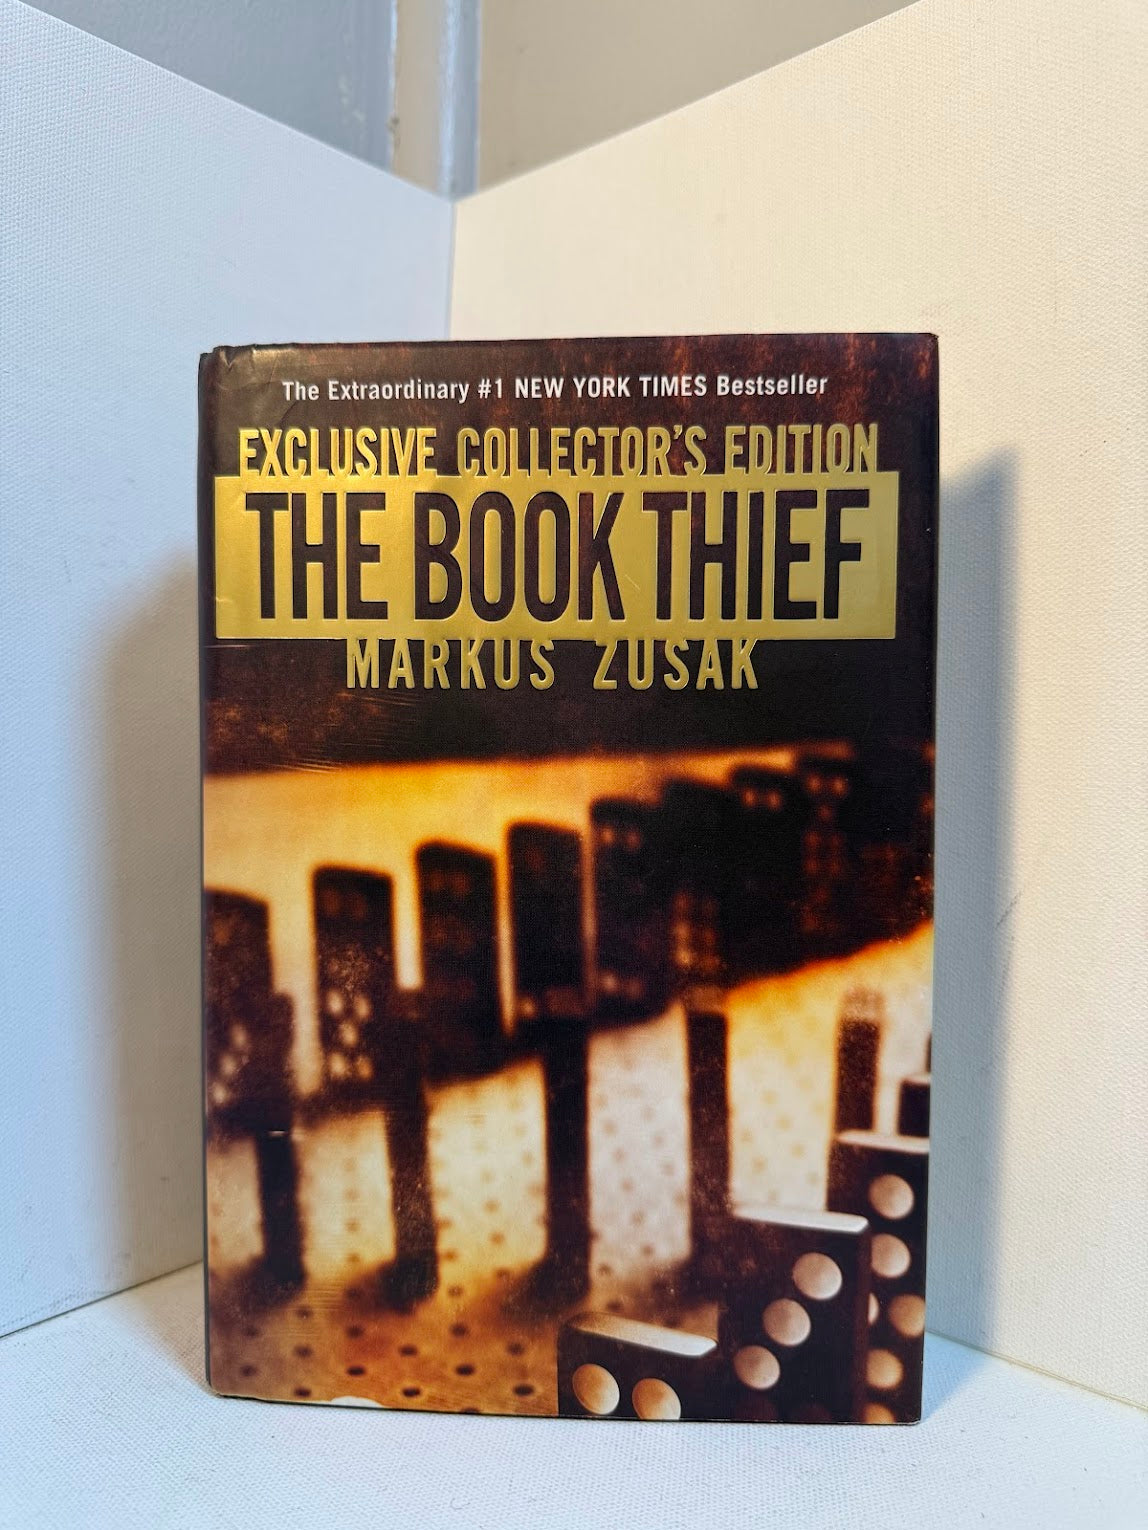 The Extraordinary #1 NEW YORK TIMES Bestseller
EXCLUSIVE COLLECTOR'S EDITION
THE BOOK THIEF
MARKUS ZUSAK